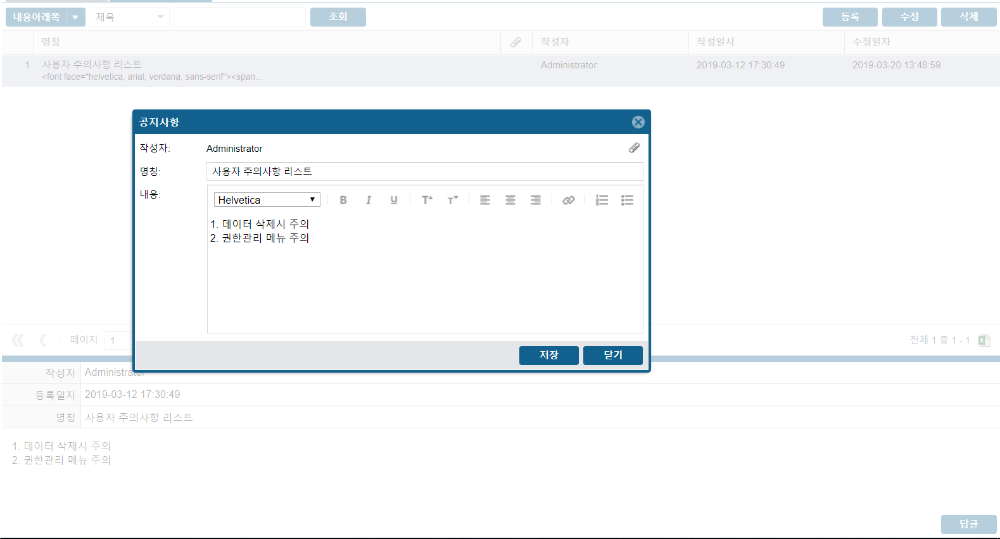 내용아래쪽 제목 조회 등록 수정 삭제
명칭 작성자 작성일시 수정일자
1 사용자 주의사항 리스트 Administrator 2019-03-12 17:30:49 2019-03-20 13:48:59
<font face="helvetica, arial, verdana, sans-serif"><span...
공지사항
작성자: Administrator
명칭: 사용자 주의사항 리스트
내용:
Helvetica B I U T T
1. 데이터 삭제시 주의
2. 권한관리 메뉴 주의
저장 닫기
페이지 1 전체 1 중 1 - 1
작성자 Administrator
등록일자 2019-03-12 17:30:49
명칭 사용자 주의사항 리스트
1. 데이터 삭제시 주의
2. 권한관리 메뉴 주의
답글